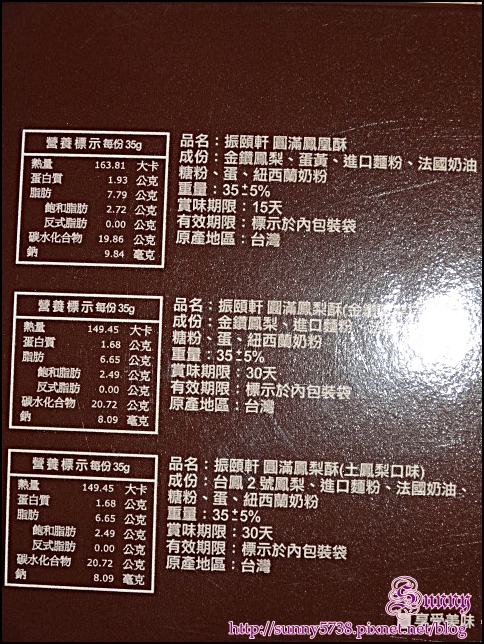 營養標示 每份35g
熱量 163.81 大卡
蛋白質 1.93 公克
脂肪 7.79 公克
飽和脂肪 2.72 公克
反式脂肪 0.00 公克
碳水化合物 19.86 公克
鈉 9.84 毫克
品名：振頤軒 圓滿鳳凰酥
成份：金鑽鳳梨、蛋黃、進口麵粉、法國奶油
糖粉、蛋、紐西蘭奶粉
重量：35±5%
賞味期限：15天
有效期限：標示於內包裝袋
原產地區：台灣
營養標示 每份35g
熱量 149.45 大卡
蛋白質 1.68 公克
脂肪 6.65 公克
飽和脂肪 2.49 公克
反式脂肪 0.00 公克
碳水化合物 20.72 公克
鈉 8.09 毫克
品名：振頤軒 圓滿鳳梨酥(金鑽
成份：金鑽鳳梨、進口麵粉
糖粉、蛋、紐西蘭奶粉
重量：35±5%
賞味期限：30天
有效期限：標示於內包裝袋
原產地區：台灣
營養標示 每份35g
熱量 149.45 大卡
蛋白質 1.68 公克
脂肪 6.65 公克
飽和脂肪 2.49 公克
反式脂肪 0.00 公克
碳水化合物 20.72 公克
鈉 8.09 毫克
品名：振頤軒 圓滿鳳梨酥(土鳳梨口味)
成份：台鳳2號鳳梨、進口麵粉、法國奶油、
糖粉、蛋、紐西蘭奶粉
重量：35±5%
賞味期限：30天
有效期限：標示於內包裝袋
原產地區：台灣
Sunny
享受美味
http://sunny5738.pixnet.net/blog